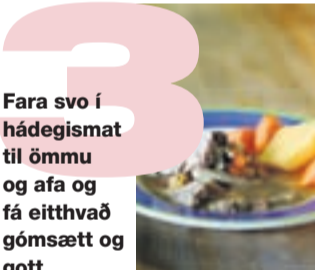 3
Fara svo í
hádegismat
til ömmu
og afa og
fá eitthvað
gómsætt og
gott